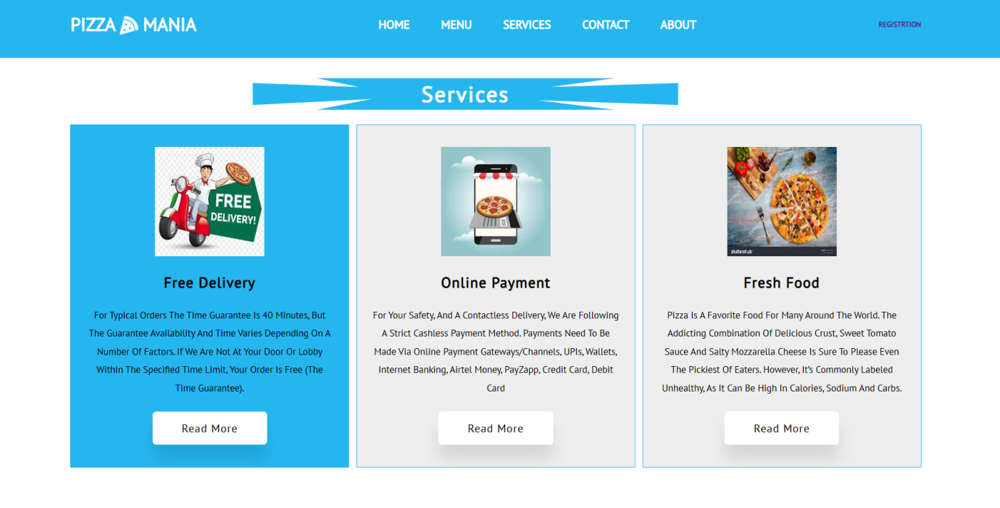 PIZZA MANIA
HOME MENU SERVICES CONTACT ABOUT
REGISTRTION
Services
FREE
DELIVERY!
Free Delivery
For Typical Orders The Time Guarantee Is 40 Minutes, But
The Guarantee Availability And Time Varies Depending On A
Number Of Factors. If We Are Not At Your Door Or Lobby
Within The Specified Time Limit, Your Order Is Free (The
Time Guarantee).
Read More
Online Payment
For Your Safety, And A Contactless Delivery, We Are Following
A Strict Cashless Payment Method. Payments Need To Be
Made Via Online Payment Gateways/Channels, UPIs, Wallets,
Internet Banking, Airtel Money, PayZapp, Credit Card, Debit
Card
Read More
shutterstock
Fresh Food
Pizza Is A Favorite Food For Many Around The World. The
Addicting Combination Of Delicious Crust, Sweet Tomato
Sauce And Salty Mozzarella Cheese Is Sure To Please Even
The Pickiest Of Eaters. However, It's Commonly Labeled
Unhealthy, As It Can Be High In Calories, Sodium And Carbs.
Read More